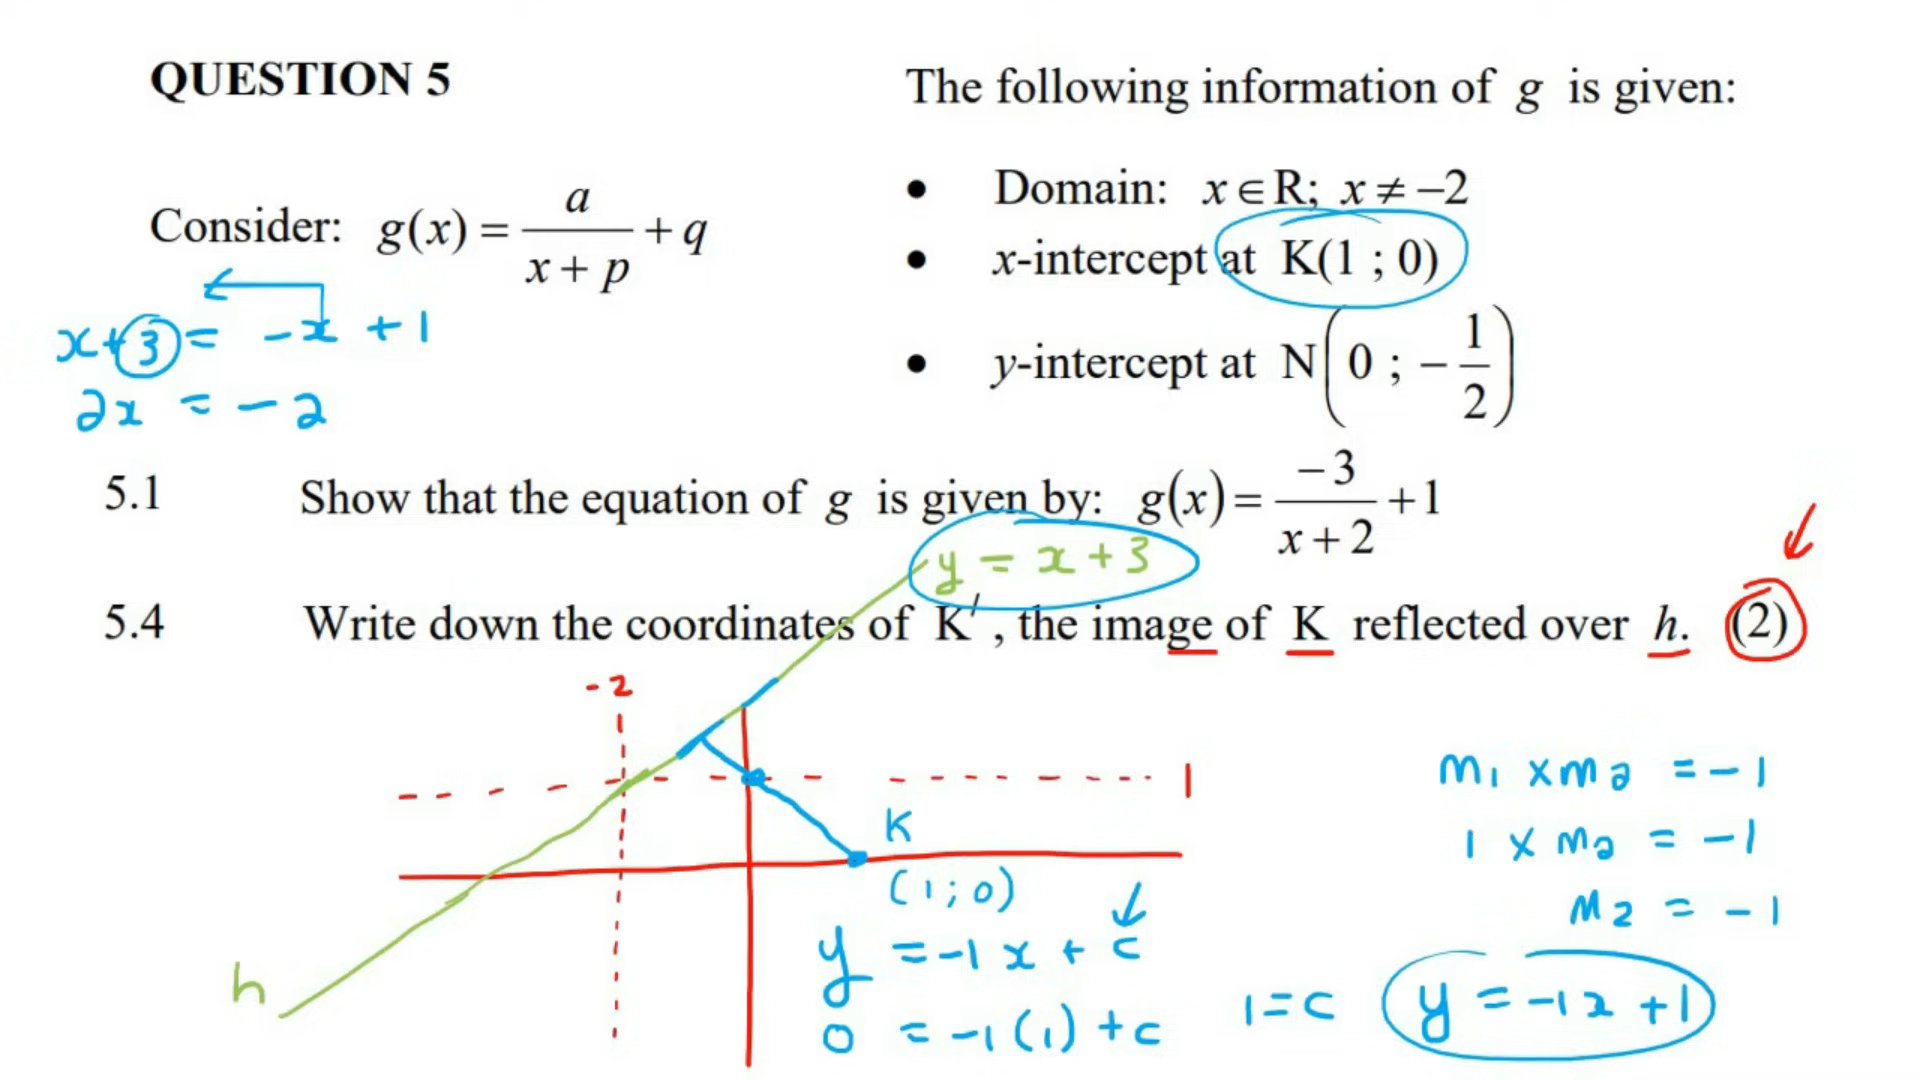 QUESTION 5
Consider: g(x) = a/(x + p) + q
x+3 = -x + 1
2x = -2
The following information of g is given:
• Domain: x ∈ R; x ≠ −2
• x-intercept at K(1 ; 0)
• y-intercept at N(0 ; −1/2)
5.1 Show that the equation of g is given by: g(x) = −3/(x + 2) + 1
y = x + 3
5.4 Write down the coordinates of K′, the image of K reflected over h. (2)
-2
1
K
(1;0)
h
y = -1x + c
0 = -1(1) + c
1 = c
m1 x m2 = -1
1 x m2 = -1
m2 = -1
y = -1x + 1